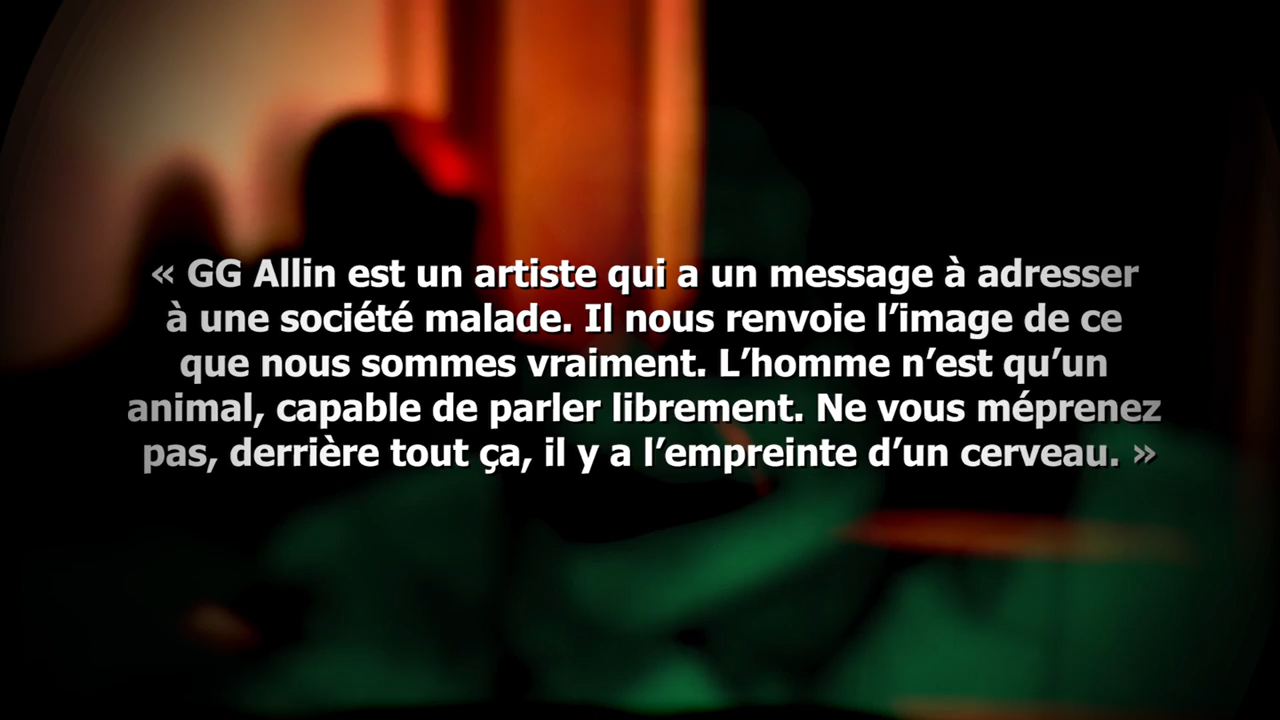 « GG Allin est un artiste qui a un message à adresser
à une société malade. Il nous renvoie l’image de ce
que nous sommes vraiment. L’homme n’est qu’un
animal, capable de parler librement. Ne vous méprenez
pas, derrière tout ça, il y a l’empreinte d’un cerveau. »